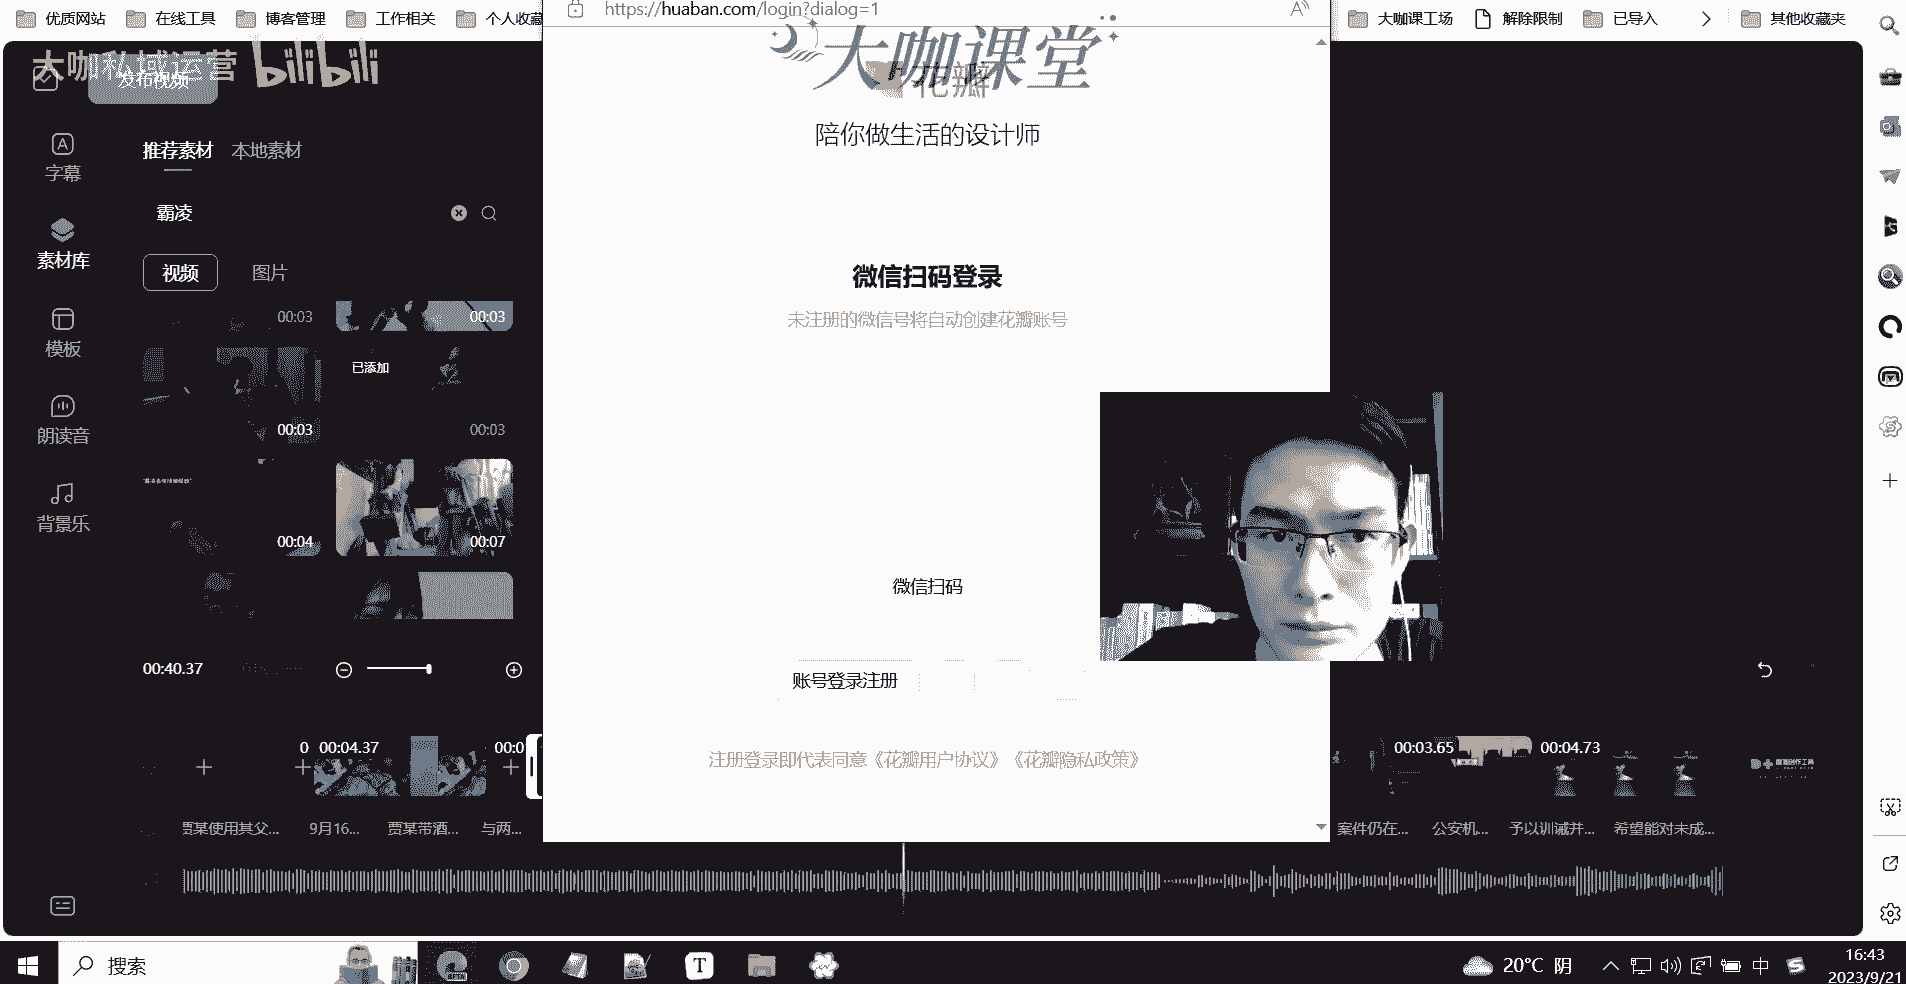 优质网站
在线工具
博客管理
工作相关
个人收藏
https://huaban.com/login?dialog=1
大咖课工场
解除限制
已导入
其他收藏夹
大咖私域运营 bilibili
发布视频
大咖课堂
花瓣
陪你做生活的设计师
字幕
推荐素材 本地素材
霸凌
素材库
视频
图片
微信扫码登录
未注册的微信号将自动创建花瓣账号
模板
00:03
00:03
已添加
朗读音
00:03
00:03
背景乐
00:04
00:07
微信扫码
00:40.37
账号登录注册
0 00:04.37
00:0
00:03.65
00:04.73
注册登录即代表同意《花瓣用户协议》《花瓣隐私政策》
贾某使用其父...
9月16...
贾某带酒...
与两...
案件仍在...
公安机...
予以训诫并...
希望能对未成...
搜索
BETA
T
20°C 阴
中
16:43
2023/9/21